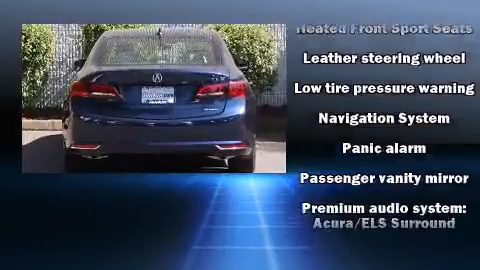 Heated Front Sport Seats
Leather steering wheel
Low tire pressure warning
Navigation System
Panic alarm
Passenger vanity mirror
Premium audio system:
Acura/ELS Surround